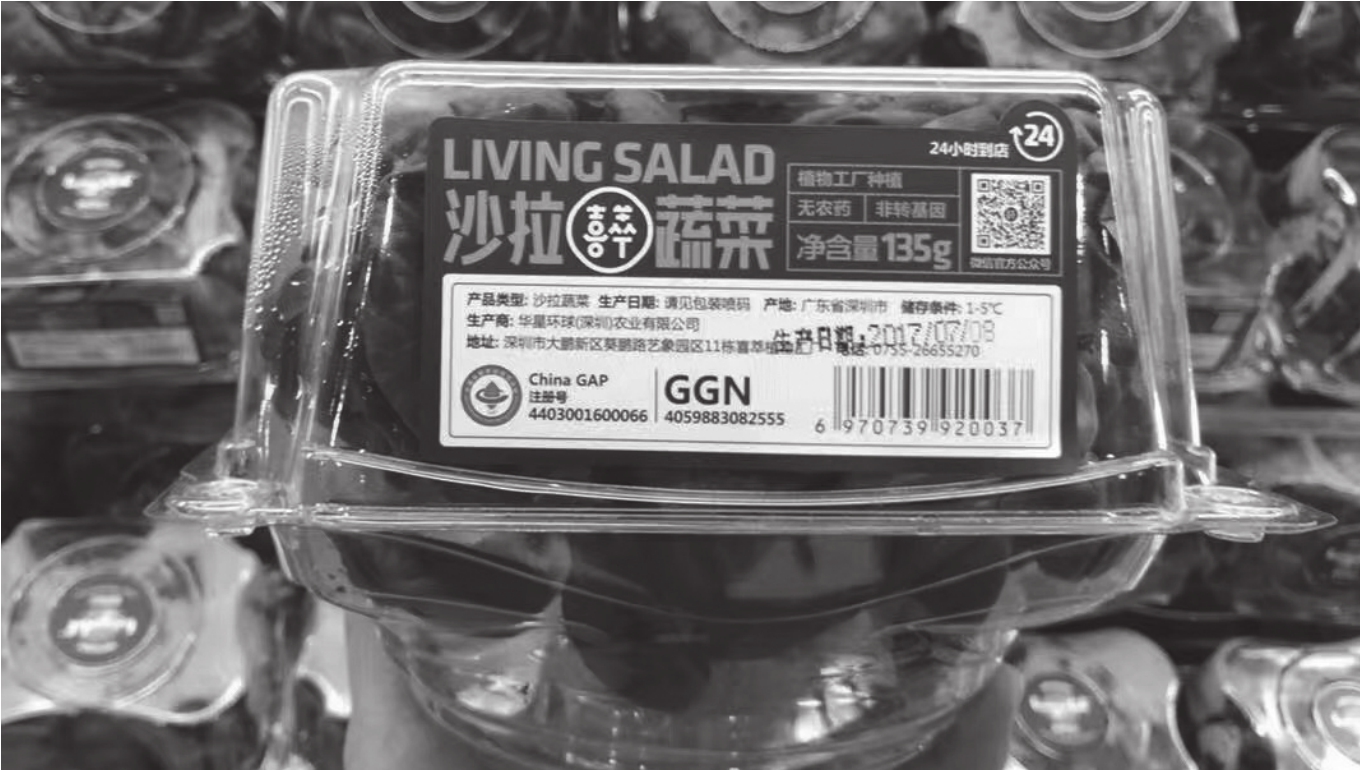 LIVING SALAD
沙拉 蔬菜
24小时到店 24
植物工厂种植
无农药 非转基因
净含量 135g
微信官方公众号
产品类型: 沙拉蔬菜 生产日期: 请见包装喷码 产地: 广东省深圳市 储存条件: 1-5℃
生产商: 华星环球(深圳)农业有限公司
生产日期:2017/07/08
地址: 深圳市大鹏新区葵鹏路艺象园区11栋喜萃植 电话: 0755-26655270
China GAP
注册号
4403001600066
GGN
4059883082555
6 970739 920037